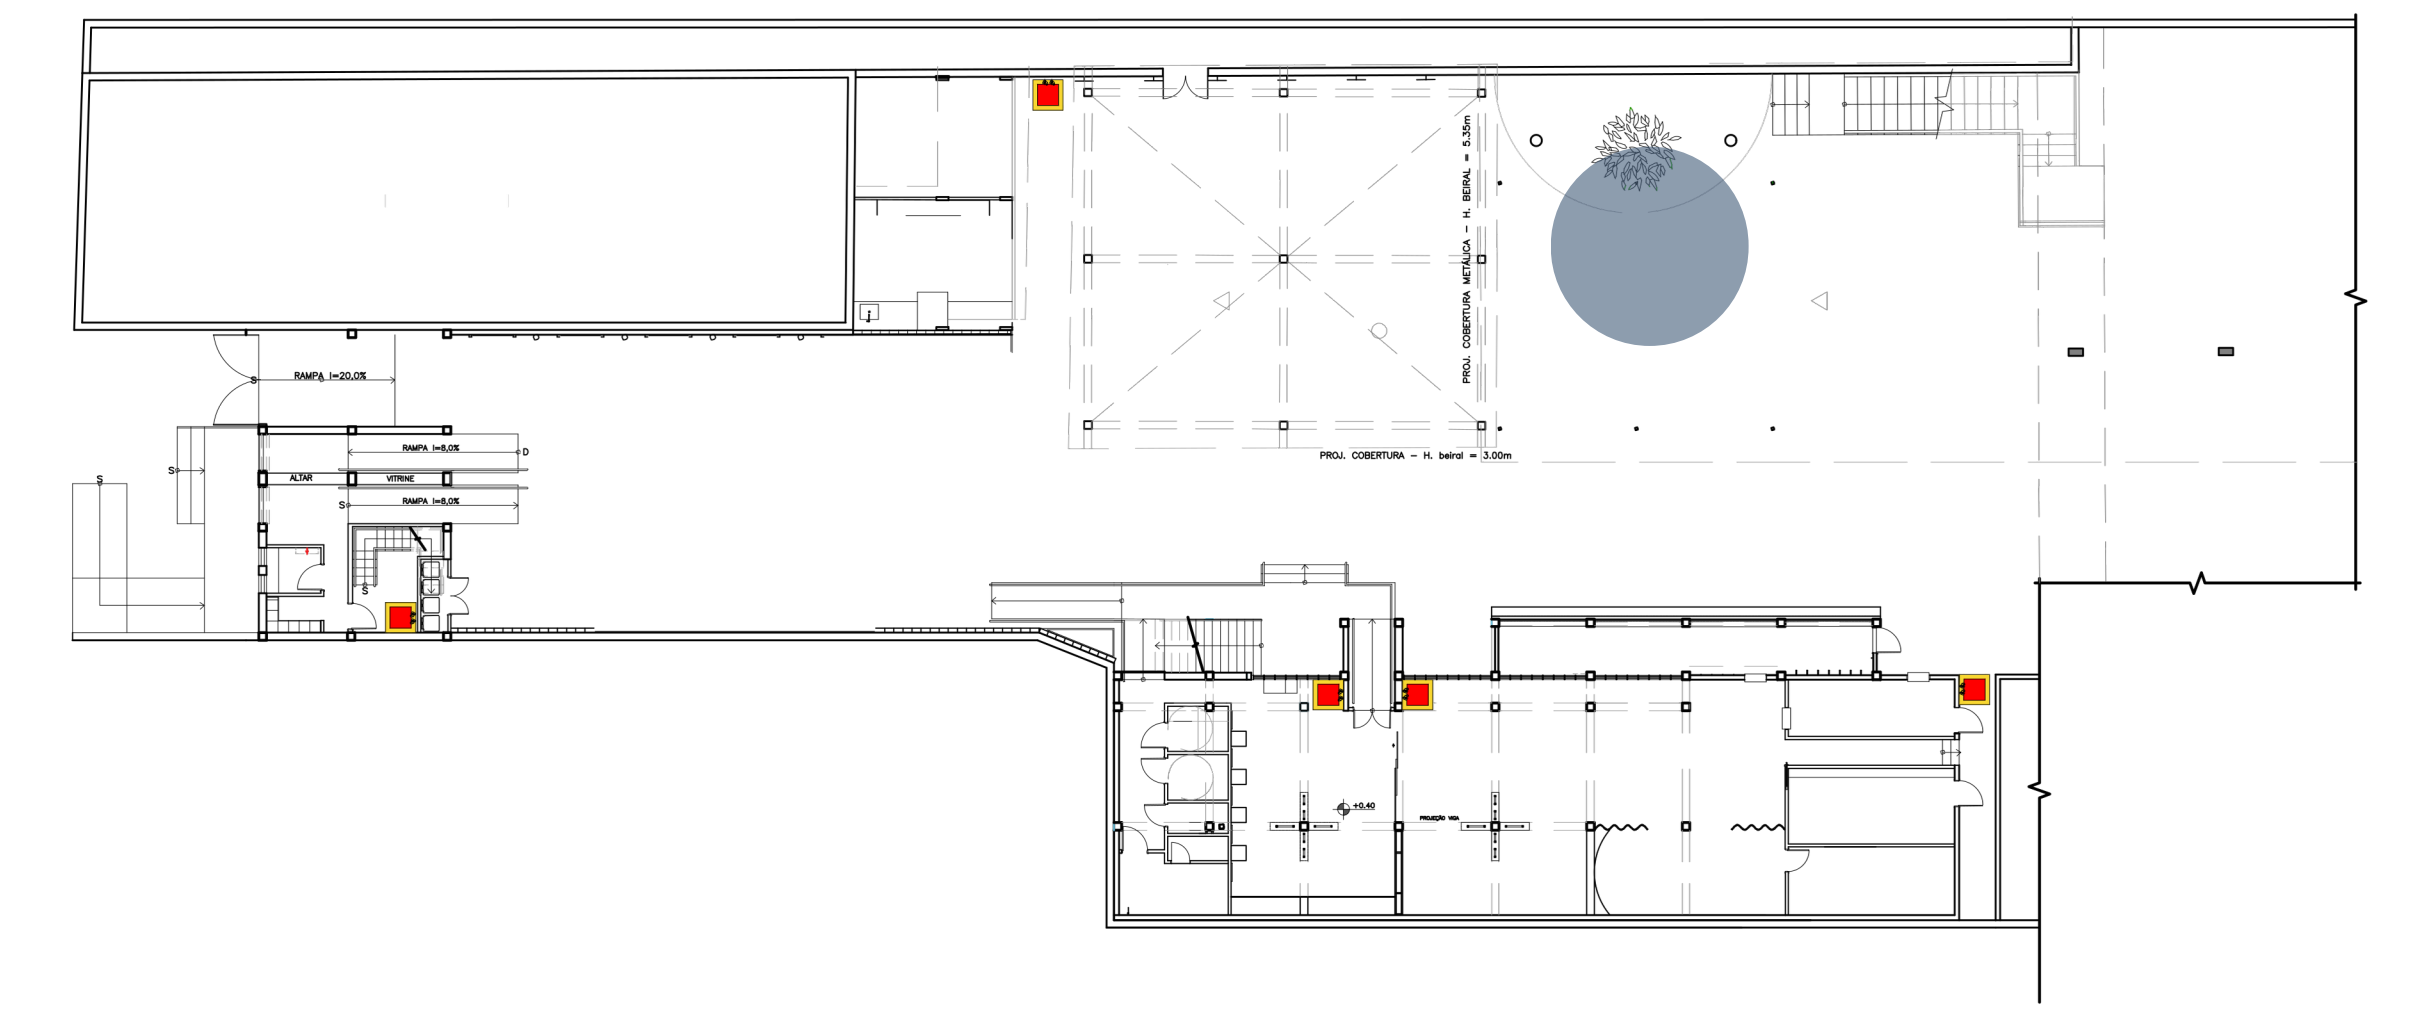 PROJ. COBERTURA METÁLICA - H. BEIRAL = 5.35m
RAMPA I=20,0%
S
RAMPA I=8,0%
D
PROJ. COBERTURA - H. beiral = 3.00m
S
S
ALTAR
VITRINE
RAMPA I=8,0%
S
S
+0.40
PROJEÇÃO VIGA